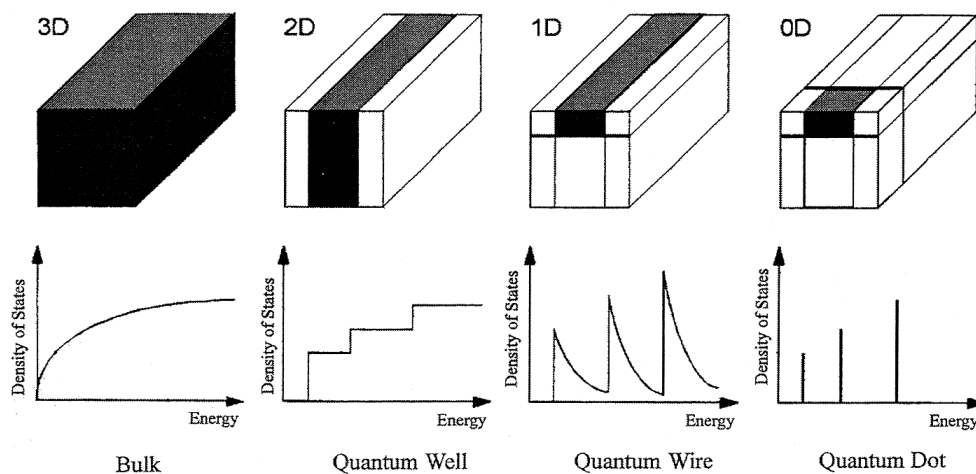 3D
2D
1D
0D
Density of States
Energy
Density of States
Energy
Density of States
Energy
Density of States
Energy
Bulk
Quantum Well
Quantum Wire
Quantum Dot